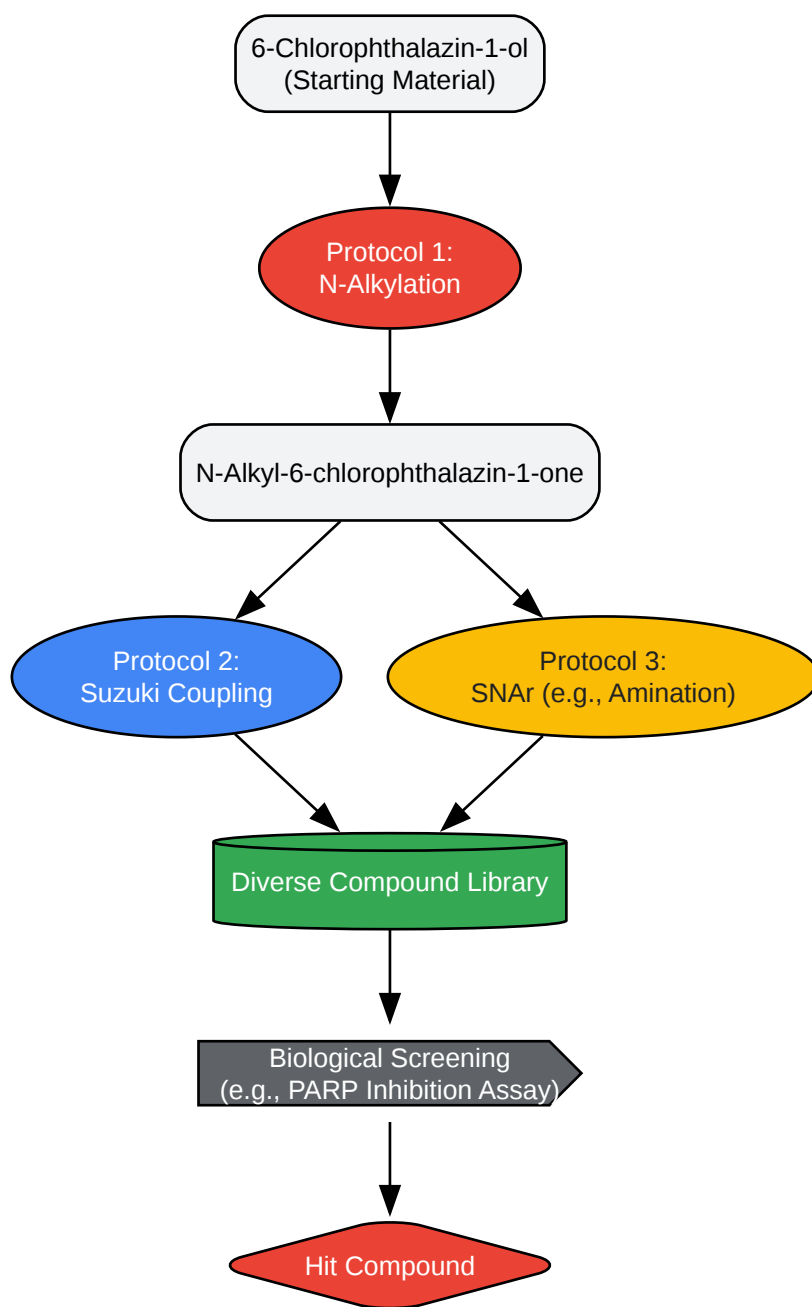 6-Chlorophthalazin-1-ol
(Starting Material)
Protocol 1:
N-Alkylation
N-Alkyl-6-chlorophthalazin-1-one
Protocol 2:
Suzuki Coupling
Protocol 3:
SNAr (e.g., Amination)
Diverse Compound Library
Biological Screening
(e.g., PARP Inhibition Assay)
Hit Compound